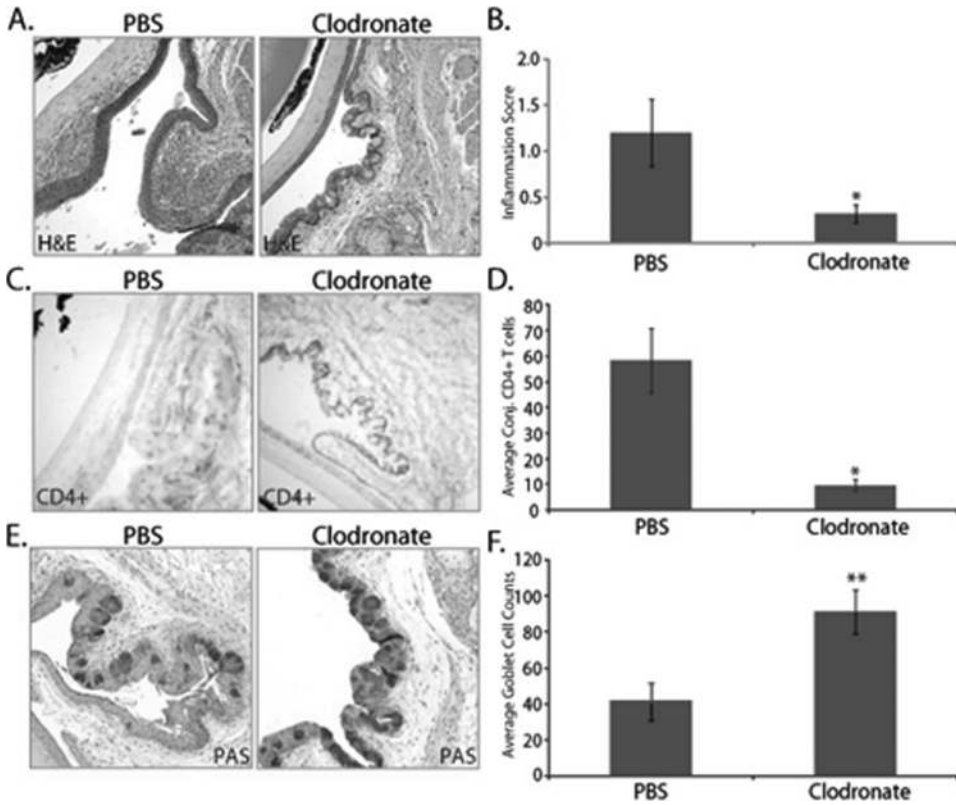 A. PBS Clodronate
H&E H&E
B.
Inflammation Socre
2.0
1.5
1.0
0.5
0
*
PBS Clodronate
C. PBS Clodronate
CD4+ CD4+
D.
Average Conj. CD4+ T cells
80
70
60
50
40
30
20
10
0
*
PBS Clodronate
E. PBS Clodronate
PAS PAS
F.
Average Goblet Cell Counts
120
100
80
60
40
20
0
**
PBS Clodronate